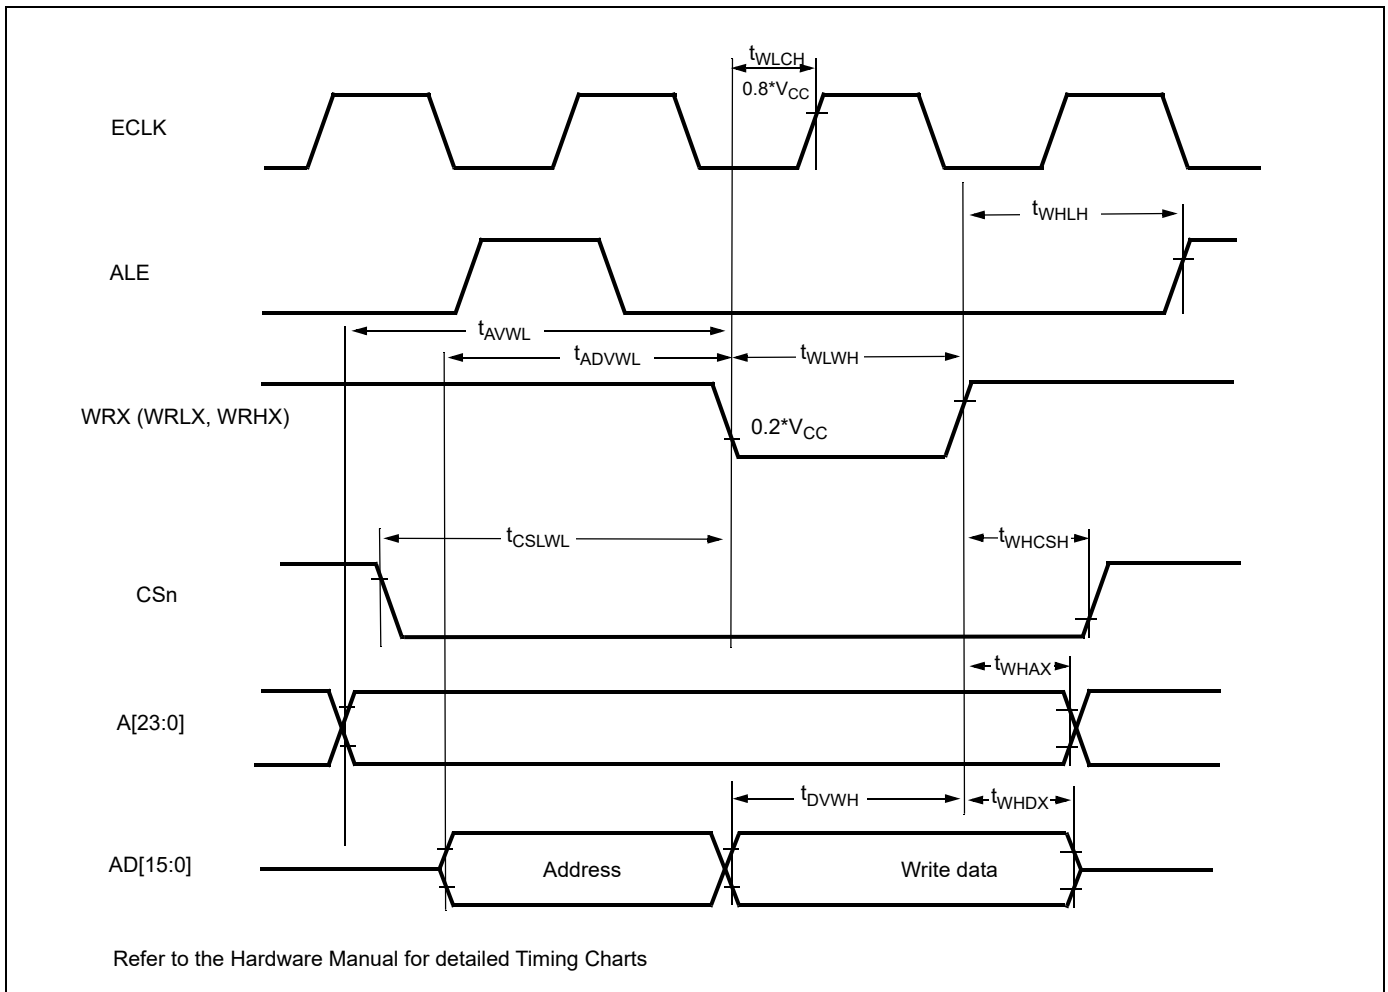 tWLCH
0.8*VCC
ECLK
tWHLH
ALE
tAVWL
tADVWL
tWLWH
WRX (WRLX, WRHX)
0.2*VCC
tCSLWL
tWHCSH
CSn
tWHAX
A[23:0]
tDVWH
tWHDX
AD[15:0]
Address
Write data
Refer to the Hardware Manual for detailed Timing Charts